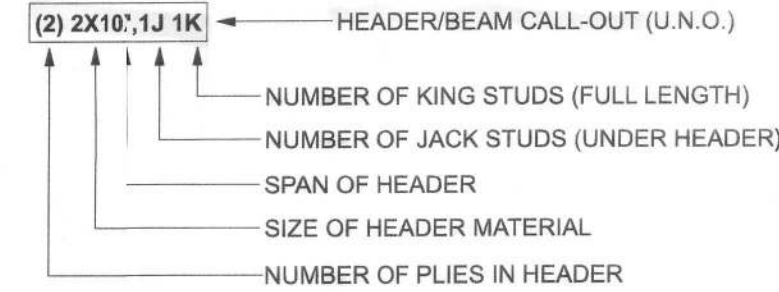 (2) 2X10 ,1J 1K
HEADER/BEAM CALL-OUT (U.N.O.)
NUMBER OF KING STUDS (FULL LENGTH)
NUMBER OF JACK STUDS (UNDER HEADER)
SPAN OF HEADER
SIZE OF HEADER MATERIAL
NUMBER OF PLIES IN HEADER